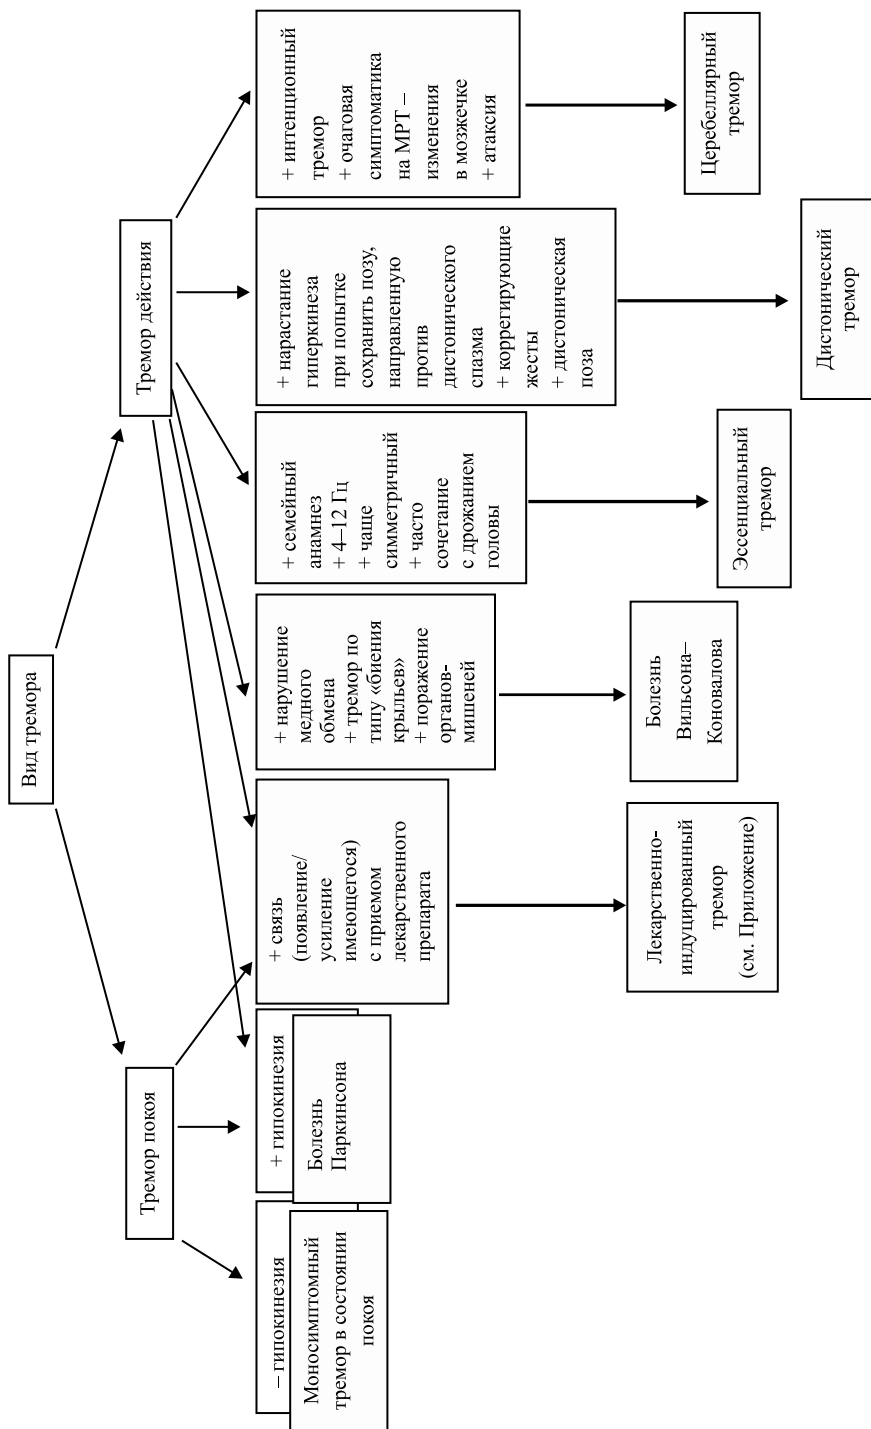 Вид тремора
Тремор покоя
Тремор действия
– гипокинезия
Моносимптомный
тремор в состоянии
покоя
+ гипокинезия
Болезнь
Паркинсона
+ связь
(появление/
усиление
имеющегося)
с приемом
лекарственного
препарата
Лекарственно-
индуцированный
тремор
(см. Приложение)
+ нарушение
медного
обмена
+ тремор по
типу «биения
крыльев»
+ поражение
органов-
мишеней
Болезнь
Вильсона–
Коновалова
+ семейный
анамнез
+ 4–12 Гц
+ чаще
симметричный
+ часто
сочетание
с дрожанием
головы
Эссенциальный
тремор
+ нарастание
гиперкинеза
при попытке
сохранить позу,
направленную
против
дистонического
спазма
+ коррегирующие
жесты
+ дистоническая
поза
Дистонический
тремор
+ интенционный
тремор
+ очаговая
симптоматика
на МРТ –
изменения
в мозжечке
+ атаксия
Церебеллярный
тремор